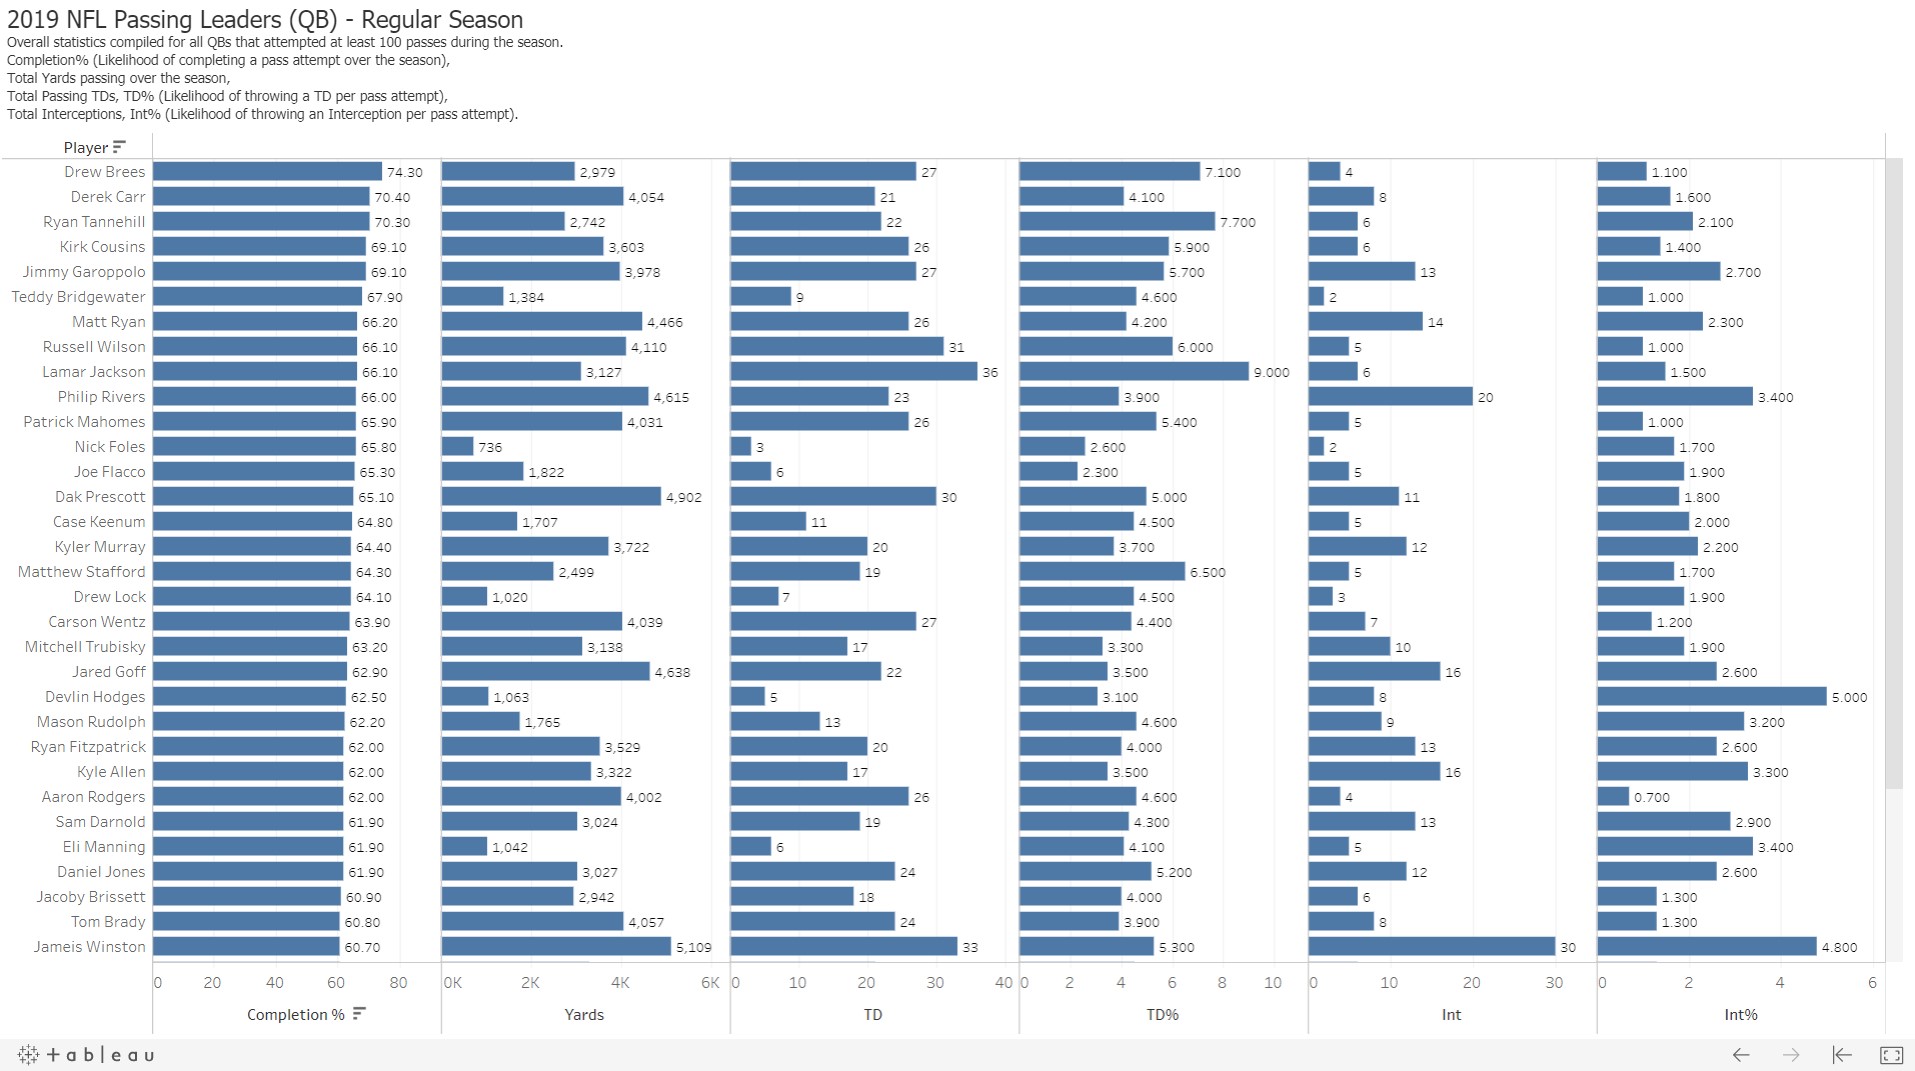 2019 NFL Passing Leaders (QB) - Regular Season
Overall statistics compiled for all QBs that attempted at least 100 passes during the season.
Completion% (Likelihood of completing a pass attempt over the season),
Total Yards passing over the season,
Total Passing TDs, TD% (Likelihood of throwing a TD per pass attempt),
Total Interceptions, Int% (Likelihood of throwing an Interception per pass attempt).
Player
Drew Brees 74.30 2,979 27 7.100 4 1.100
Derek Carr 70.40 4,054 21 4.100 8 1.600
Ryan Tannehill 70.30 2,742 22 7.700 6 2.100
Kirk Cousins 69.10 3,603 26 5.900 6 1.400
Jimmy Garoppolo 69.10 3,978 27 5.700 13 2.700
Teddy Bridgewater 67.90 1,384 9 4.600 2 1.000
Matt Ryan 66.20 4,466 26 4.200 14 2.300
Russell Wilson 66.10 4,110 31 6.000 5 1.000
Lamar Jackson 66.10 3,127 36 9.000 6 1.500
Philip Rivers 66.00 4,615 23 3.900 20 3.400
Patrick Mahomes 65.90 4,031 26 5.400 5 1.000
Nick Foles 65.80 736 3 2.600 2 1.700
Joe Flacco 65.30 1,822 6 2.300 5 1.900
Dak Prescott 65.10 4,902 30 5.000 11 1.800
Case Keenum 64.80 1,707 11 4.500 5 2.000
Kyler Murray 64.40 3,722 20 3.700 12 2.200
Matthew Stafford 64.30 2,499 19 6.500 5 1.700
Drew Lock 64.10 1,020 7 4.500 3 1.900
Carson Wentz 63.90 4,039 27 4.400 7 1.200
Mitchell Trubisky 63.20 3,138 17 3.300 10 1.900
Jared Goff 62.90 4,638 22 3.500 16 2.600
Devlin Hodges 62.50 1,063 5 3.100 8 5.000
Mason Rudolph 62.20 1,765 13 4.600 9 3.200
Ryan Fitzpatrick 62.00 3,529 20 4.000 13 2.600
Kyle Allen 62.00 3,322 17 3.500 16 3.300
Aaron Rodgers 62.00 4,002 26 4.600 4 0.700
Sam Darnold 61.90 3,024 19 4.300 13 2.900
Eli Manning 61.90 1,042 6 4.100 5 3.400
Daniel Jones 61.90 3,027 24 5.200 12 2.600
Jacoby Brissett 60.90 2,942 18 4.000 6 1.300
Tom Brady 60.80 4,057 24 3.900 8 1.300
Jameis Winston 60.70 5,109 33 5.300 30 4.800
0 20 40 60 80 0K 2K 4K 6K 0 10 20 30 40 0 2 4 6 8 10 0 10 20 30 0 2 4 6
Completion % Yards TD TD% Int Int%
+ a b l e a u